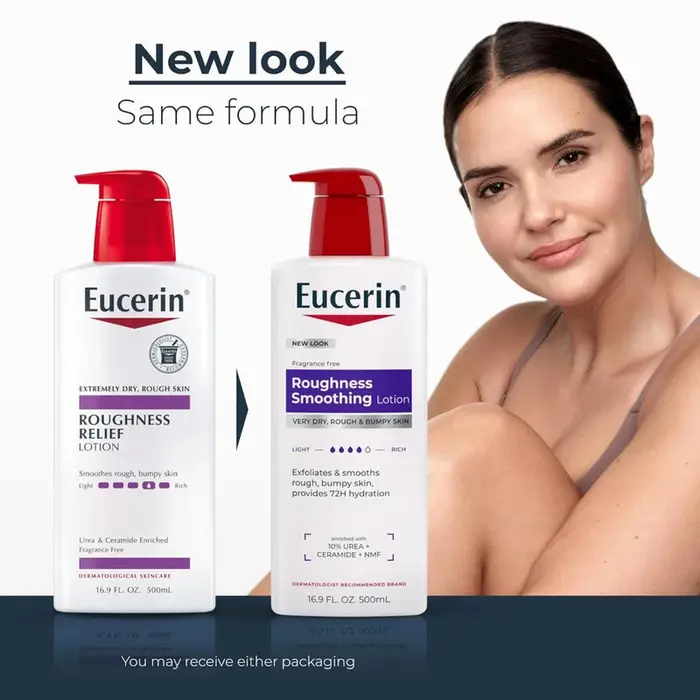 New look
Same formula
Eucerin®
EXTREMELY DRY, ROUGH SKIN
ROUGHNESS
RELIEF
LOTION
Smoothes rough, bumpy skin
Light Rich
Urea & Ceramide Enriched
Fragrance Free
DERMATOLOGICAL SKINCARE
16.9 FL. OZ. 500mL
Eucerin®
NEW LOOK
Fragrance free
Roughness
Smoothing Lotion
VERY DRY, ROUGH & BUMPY SKIN
LIGHT RICH
Exfoliates & smooths
rough, bumpy skin,
provides 72H hydration
enriched with
10% UREA +
CERAMIDE + NMF
DERMATOLOGIST RECOMMENDED BRAND
16.9 FL. OZ. 500mL
You may receive either packaging